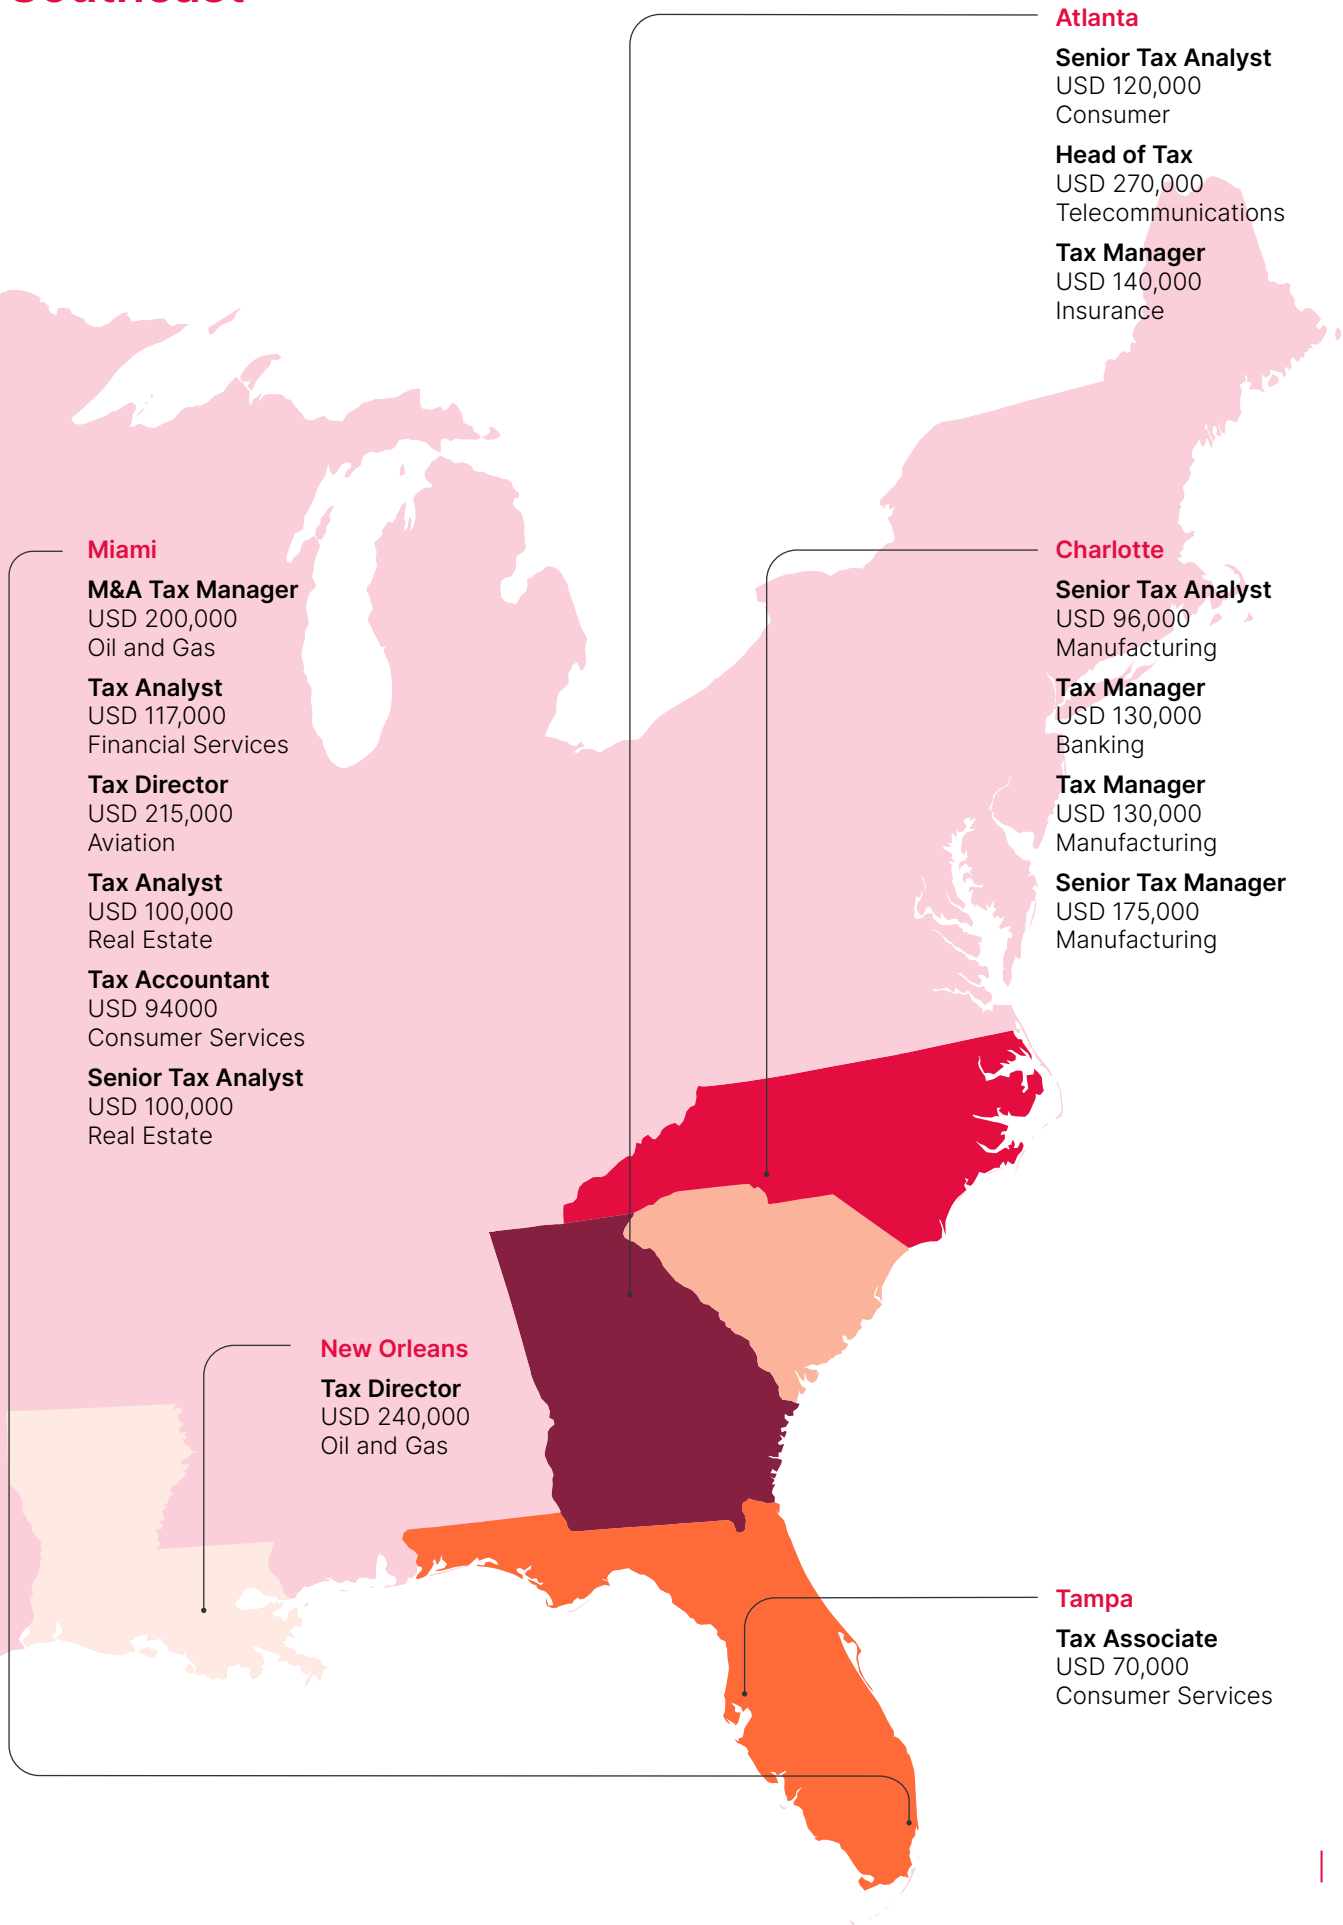 Southeast
Atlanta
Senior Tax Analyst
USD 120,000
Consumer
Head of Tax
USD 270,000
Telecommunications
Tax Manager
USD 140,000
Insurance
Miami
M&A Tax Manager
USD 200,000
Oil and Gas
Tax Analyst
USD 117,000
Financial Services
Tax Director
USD 215,000
Aviation
Tax Analyst
USD 100,000
Real Estate
Tax Accountant
USD 94000
Consumer Services
Senior Tax Analyst
USD 100,000
Real Estate
Charlotte
Senior Tax Analyst
USD 96,000
Manufacturing
Tax Manager
USD 130,000
Banking
Tax Manager
USD 130,000
Manufacturing
Senior Tax Manager
USD 175,000
Manufacturing
New Orleans
Tax Director
USD 240,000
Oil and Gas
Tampa
Tax Associate
USD 70,000
Consumer Services